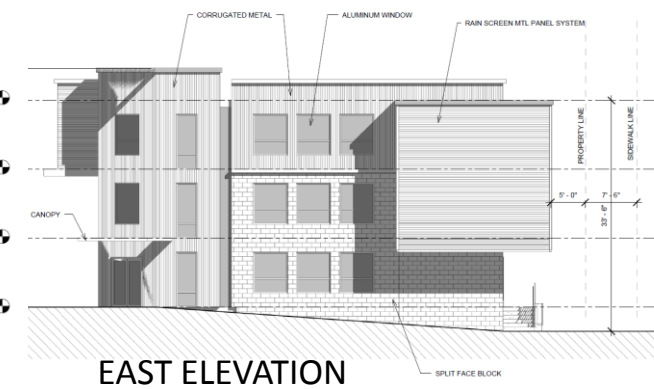 CORRUGATED METAL
ALUMINUM WINDOW
RAIN SCREEN MTL PANEL SYSTEM
PROPERTY LINE
SIDEWALK LINE
5' - 0"
7' - 6"
33' - 6"
CANOPY
SPLIT FACE BLOCK
EAST ELEVATION